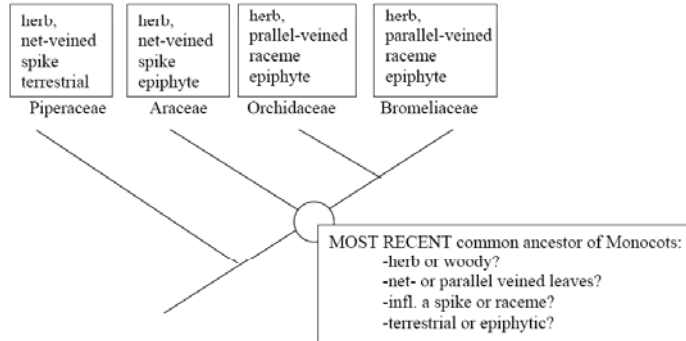 herb,
net-veined
spike
terrestrial
Piperaceae
herb,
net-veined
spike
epiphyte
Araceae
herb,
prallel-veined
raceme
epiphyte
Orchidaceae
herb,
parallel-veined
raceme
epiphyte
Bromeliaceae
MOST RECENT common ancestor of Monocots:
-herb or woody?
-net- or parallel veined leaves?
-infl. a spike or raceme?
-terrestrial or epiphytic?